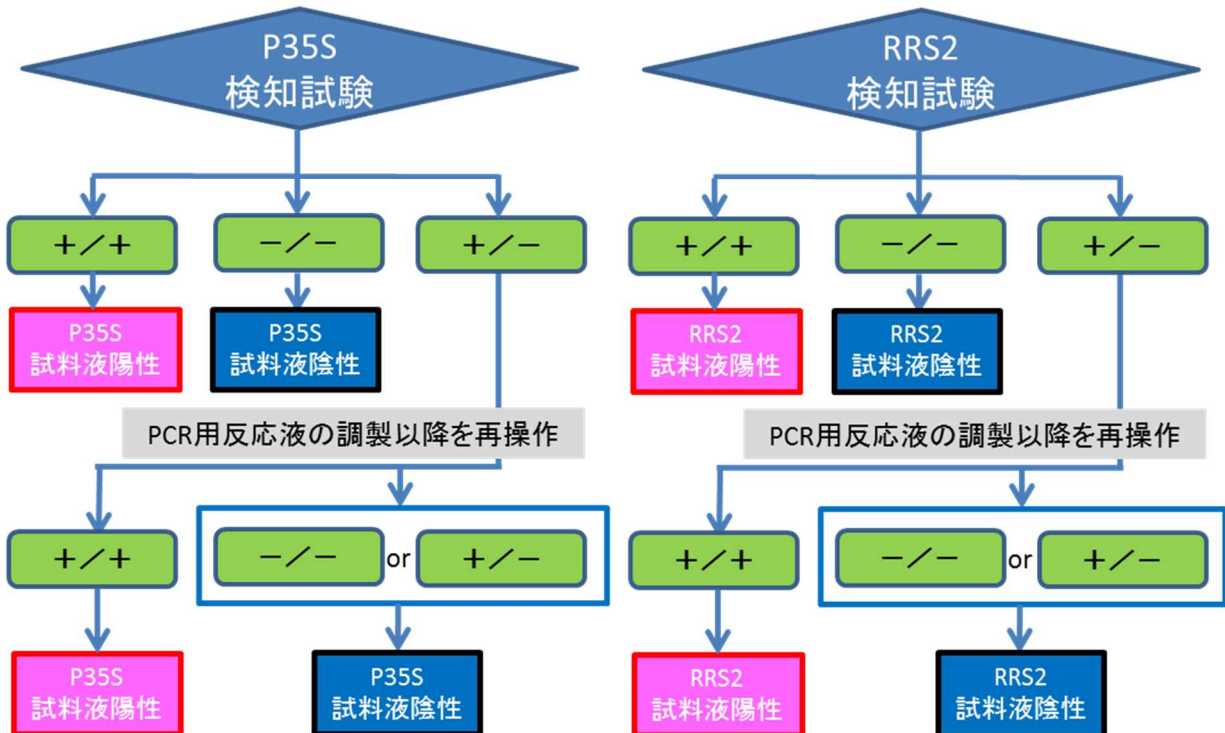 P35S
検知試験
+／+
－／－
+／－
P35S
試料液陽性
P35S
試料液陰性
PCR用反応液の調製以降を再操作
+／+
－／－
or
+／－
P35S
試料液陽性
P35S
試料液陰性
RRS2
検知試験
+／+
－／－
+／－
RRS2
試料液陽性
RRS2
試料液陰性
PCR用反応液の調製以降を再操作
+／+
－／－
or
+／－
RRS2
試料液陽性
RRS2
試料液陰性